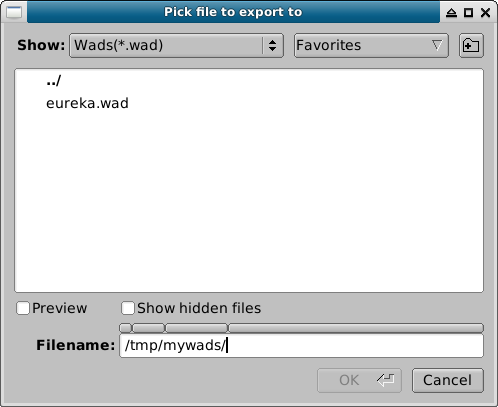 Pick file to export to
Show: Wads(*.wad) Favorites
../
eureka.wad
Preview Show hidden files
Filename: /tmp/mywads/
OK Cancel